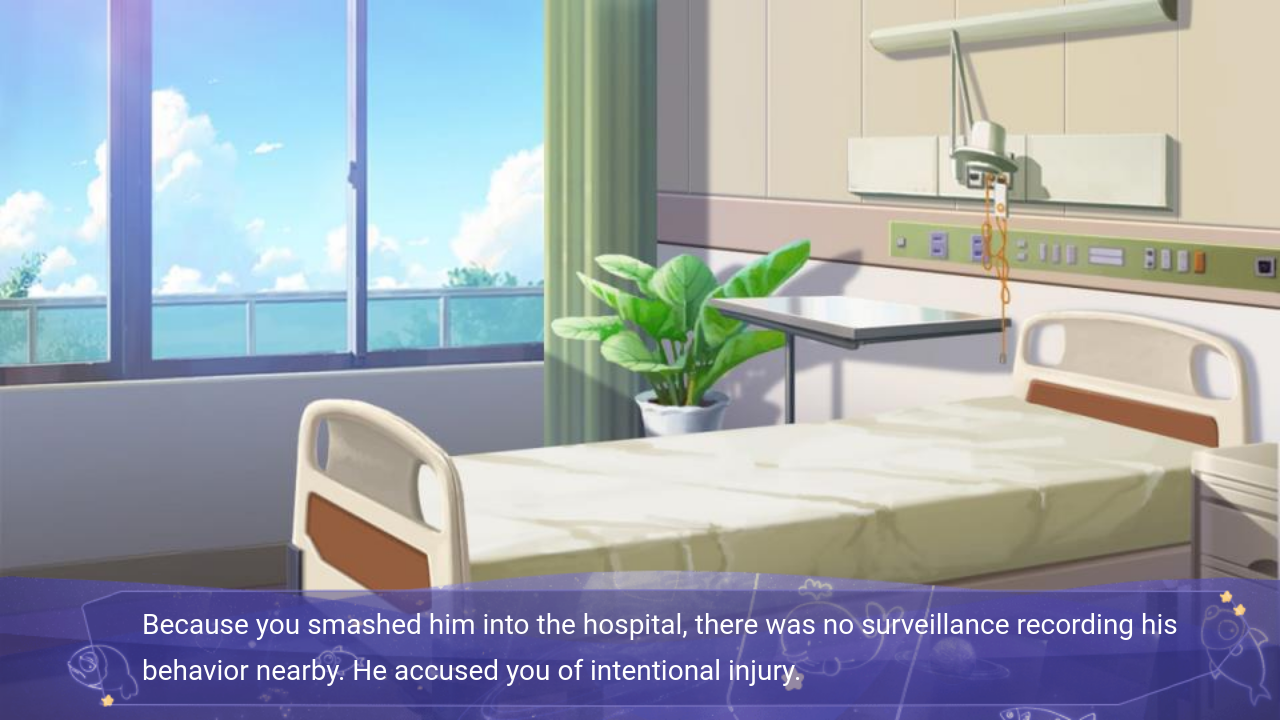 Because you smashed him into the hospital, there was no surveillance recording his
behavior nearby. He accused you of intentional injury.